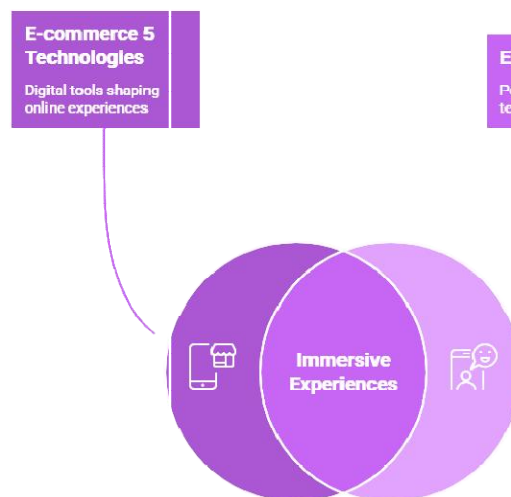 E-commerce 5
Technologies
Digital tools shaping
online experiences
Immersive
Experiences